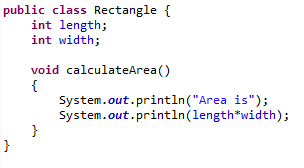 public class Rectangle {
    int length;
    int width;

    void calculateArea()
    {
        System.out.println("Area is");
        System.out.println(length*width);
    }
}